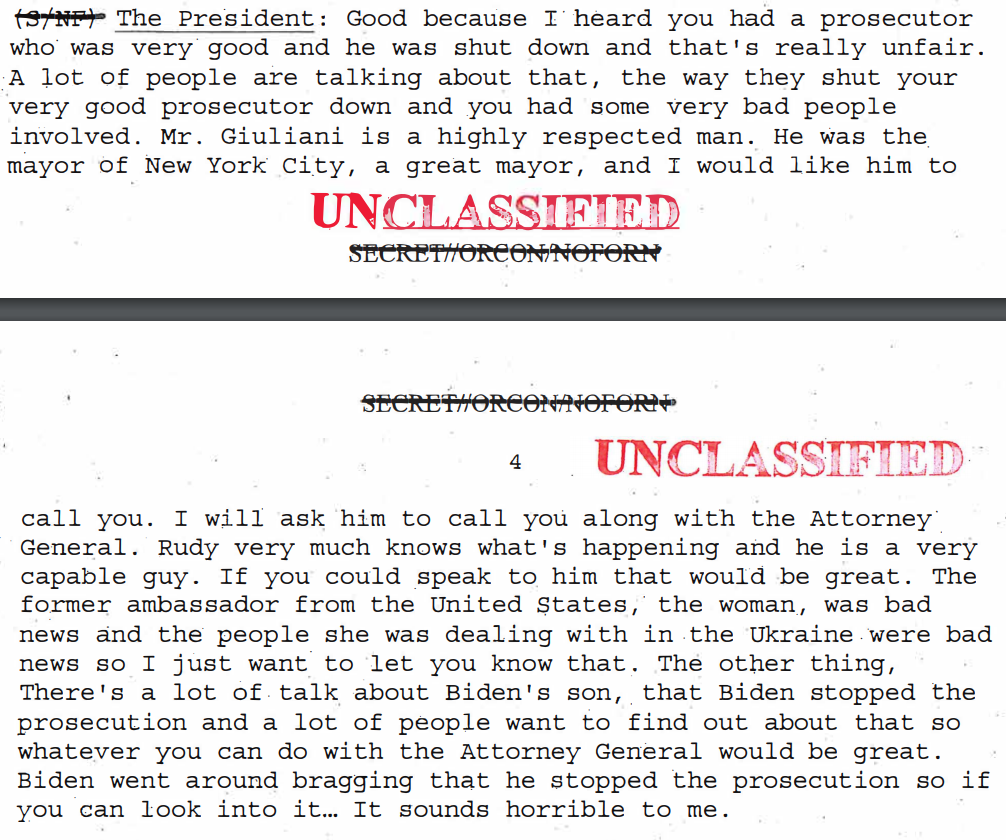 (S/NF) The President: Good because I heard you had a prosecutor
who was very good and he was shut down and that's really unfair.
A lot of people are talking about that, the way they shut your
very good prosecutor down and you had some very bad people
involved. Mr. Giuliani is a highly respected man. He was the
mayor of New York City, a great mayor, and I would like him to
UNCLASSIFIED
SECRET//ORCON/NOFORN
SECRET//ORCON/NOFORN
4 UNCLASSIFIED
call you. I will ask him to call you along with the Attorney
General. Rudy very much knows what's happening and he is a very
capable guy. If you could speak to him that would be great. The
former ambassador from the United States, the woman, was bad
news and the people she was dealing with in the Ukraine were bad
news so I just want to let you know that. The other thing,
There's a lot of talk about Biden's son, that Biden stopped the
prosecution and a lot of people want to find out about that so
whatever you can do with the Attorney General would be great.
Biden went around bragging that he stopped the prosecution so if
you can look into it… It sounds horrible to me.